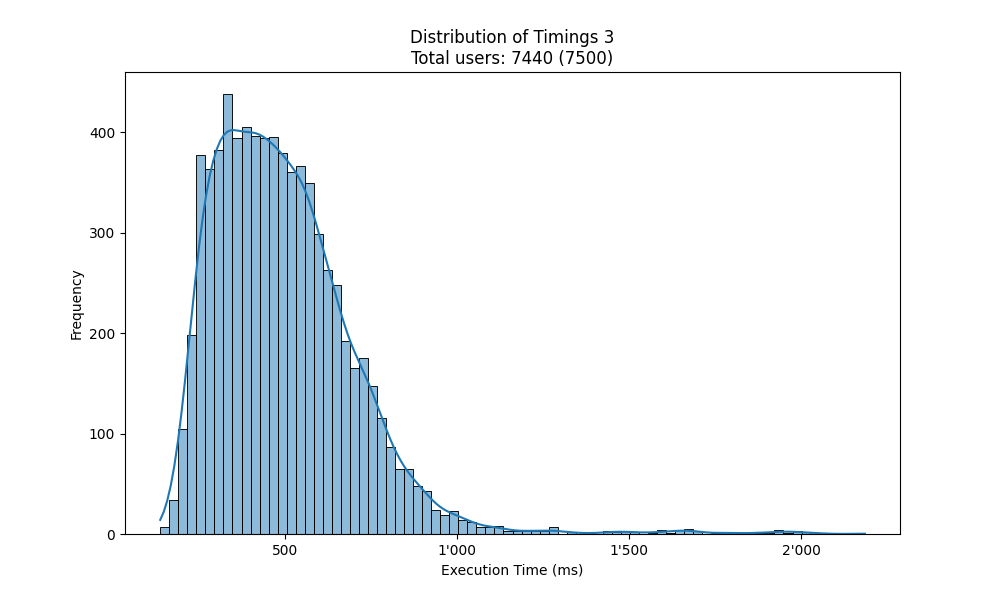 Distribution of Timings 3
Total users: 7440 (7500)
Frequency
400
300
200
100
0
500
1'000
1'500
2'000
Execution Time (ms)